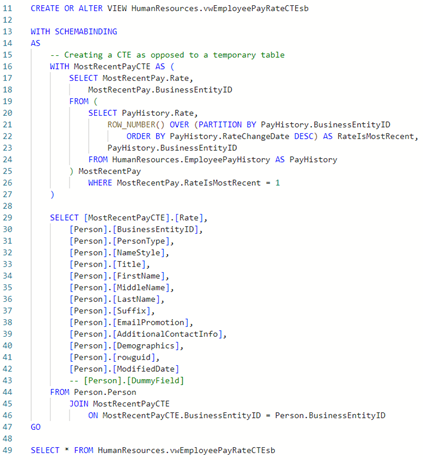 11 CREATE OR ALTER VIEW HumanResources.vwEmployeePayRateCTEsb
12
13 WITH SCHEMABINDING
14 AS
15 -- Creating a CTE as opposed to a temporary table
16 WITH MostRecentPayCTE AS (
17 SELECT MostRecentPay.Rate,
18 MostRecentPay.BusinessEntityID
19 FROM (
20 SELECT PayHistory.Rate,
21 ROW_NUMBER() OVER (PARTITION BY PayHistory.BusinessEntityID
22 ORDER BY PayHistory.RateChangeDate DESC) AS RateIsMostRecent,
23 PayHistory.BusinessEntityID
24 FROM HumanResources.EmployeePayHistory AS PayHistory
25 ) MostRecentPay
26 WHERE MostRecentPay.RateIsMostRecent = 1
27 )
28
29 SELECT [MostRecentPayCTE].[Rate],
30 [Person].[BusinessEntityID],
31 [Person].[PersonType],
32 [Person].[NameStyle],
33 [Person].[Title],
34 [Person].[FirstName],
35 [Person].[MiddleName],
36 [Person].[LastName],
37 [Person].[Suffix],
38 [Person].[EmailPromotion],
39 [Person].[AdditionalContactInfo],
40 [Person].[Demographics],
41 [Person].[rowguid],
42 [Person].[ModifiedDate]
43 -- [Person].[DummyField]
44 FROM Person.Person
45 JOIN MostRecentPayCTE
46 ON MostRecentPayCTE.BusinessEntityID = Person.BusinessEntityID
47 GO
48
49 SELECT * FROM HumanResources.vwEmployeePayRateCTEsb